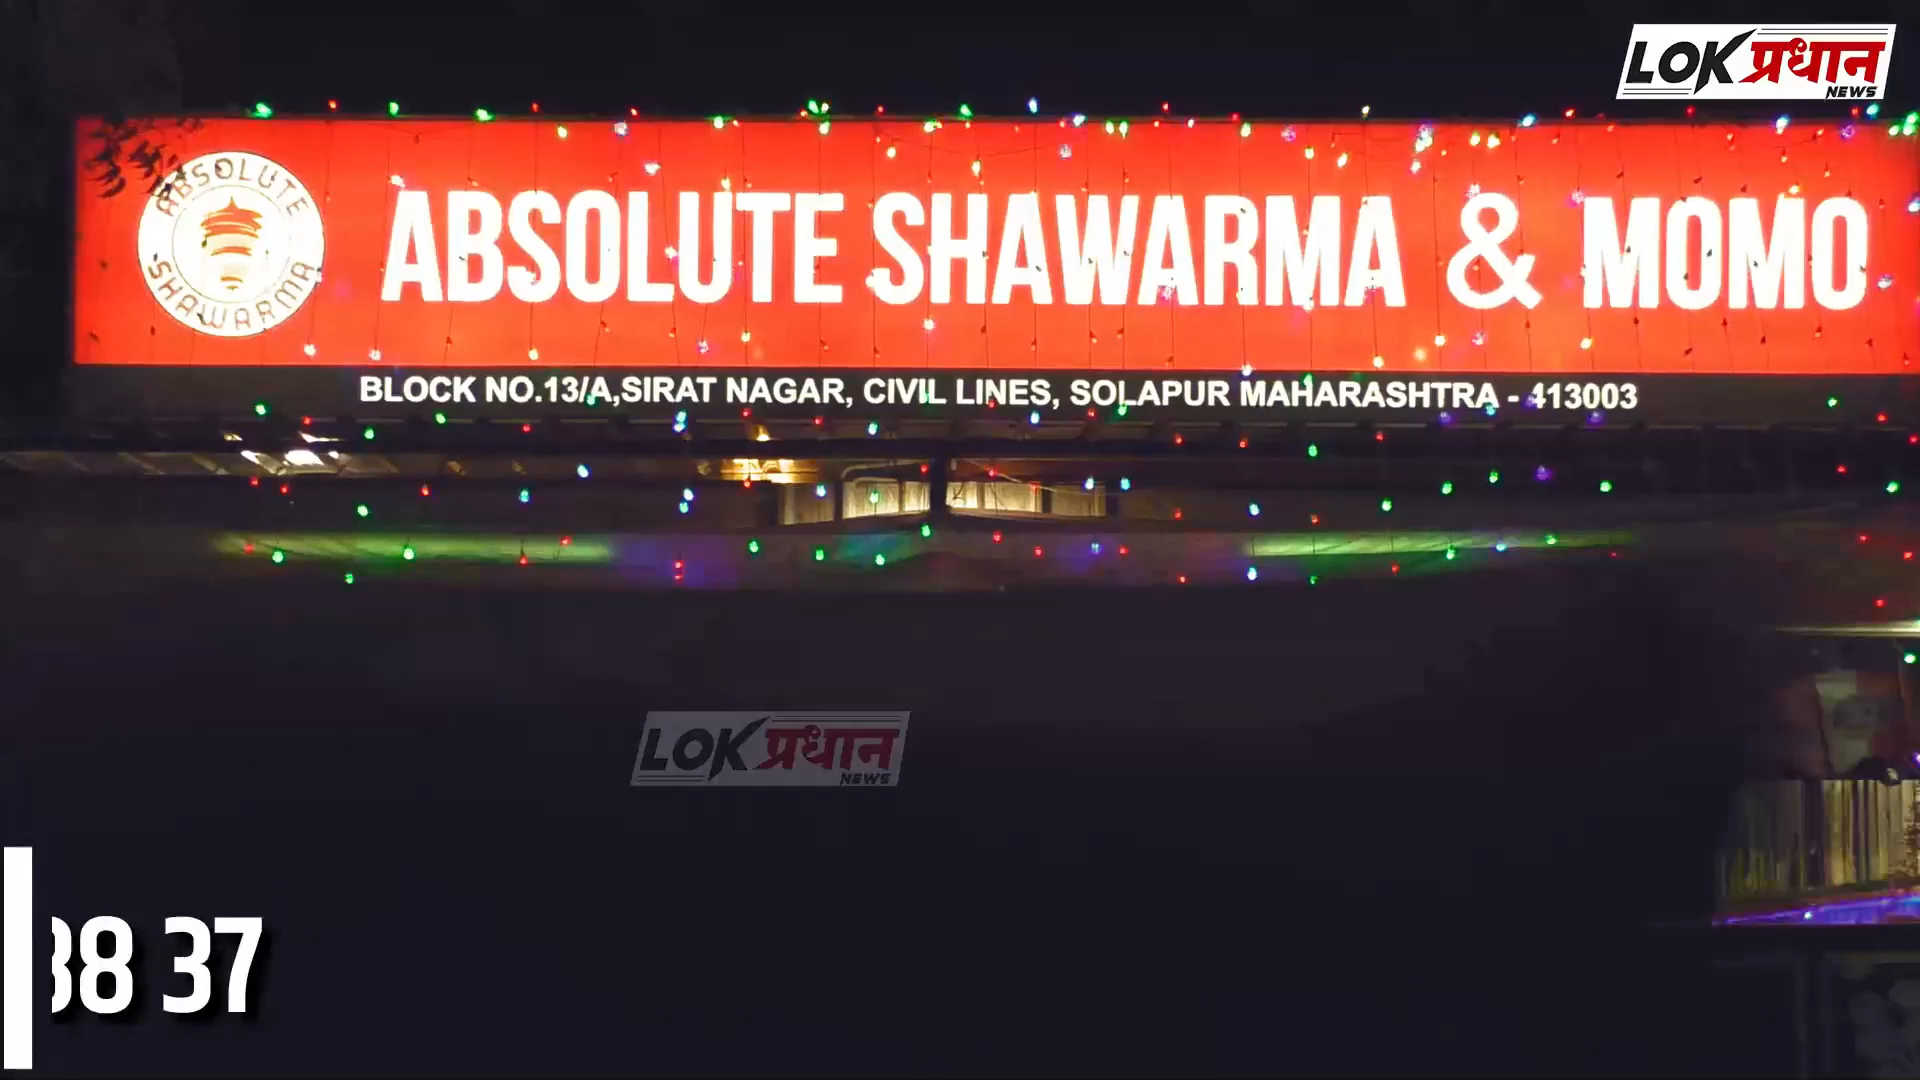 LOK प्रधान
NEWS
ABSOLUTE
SHAWARMA
ABSOLUTE SHAWARMA & MOMO
BLOCK NO.13/A,SIRAT NAGAR, CIVIL LINES, SOLAPUR MAHARASHTRA - 413003
LOK प्रधान
NEWS
38 37